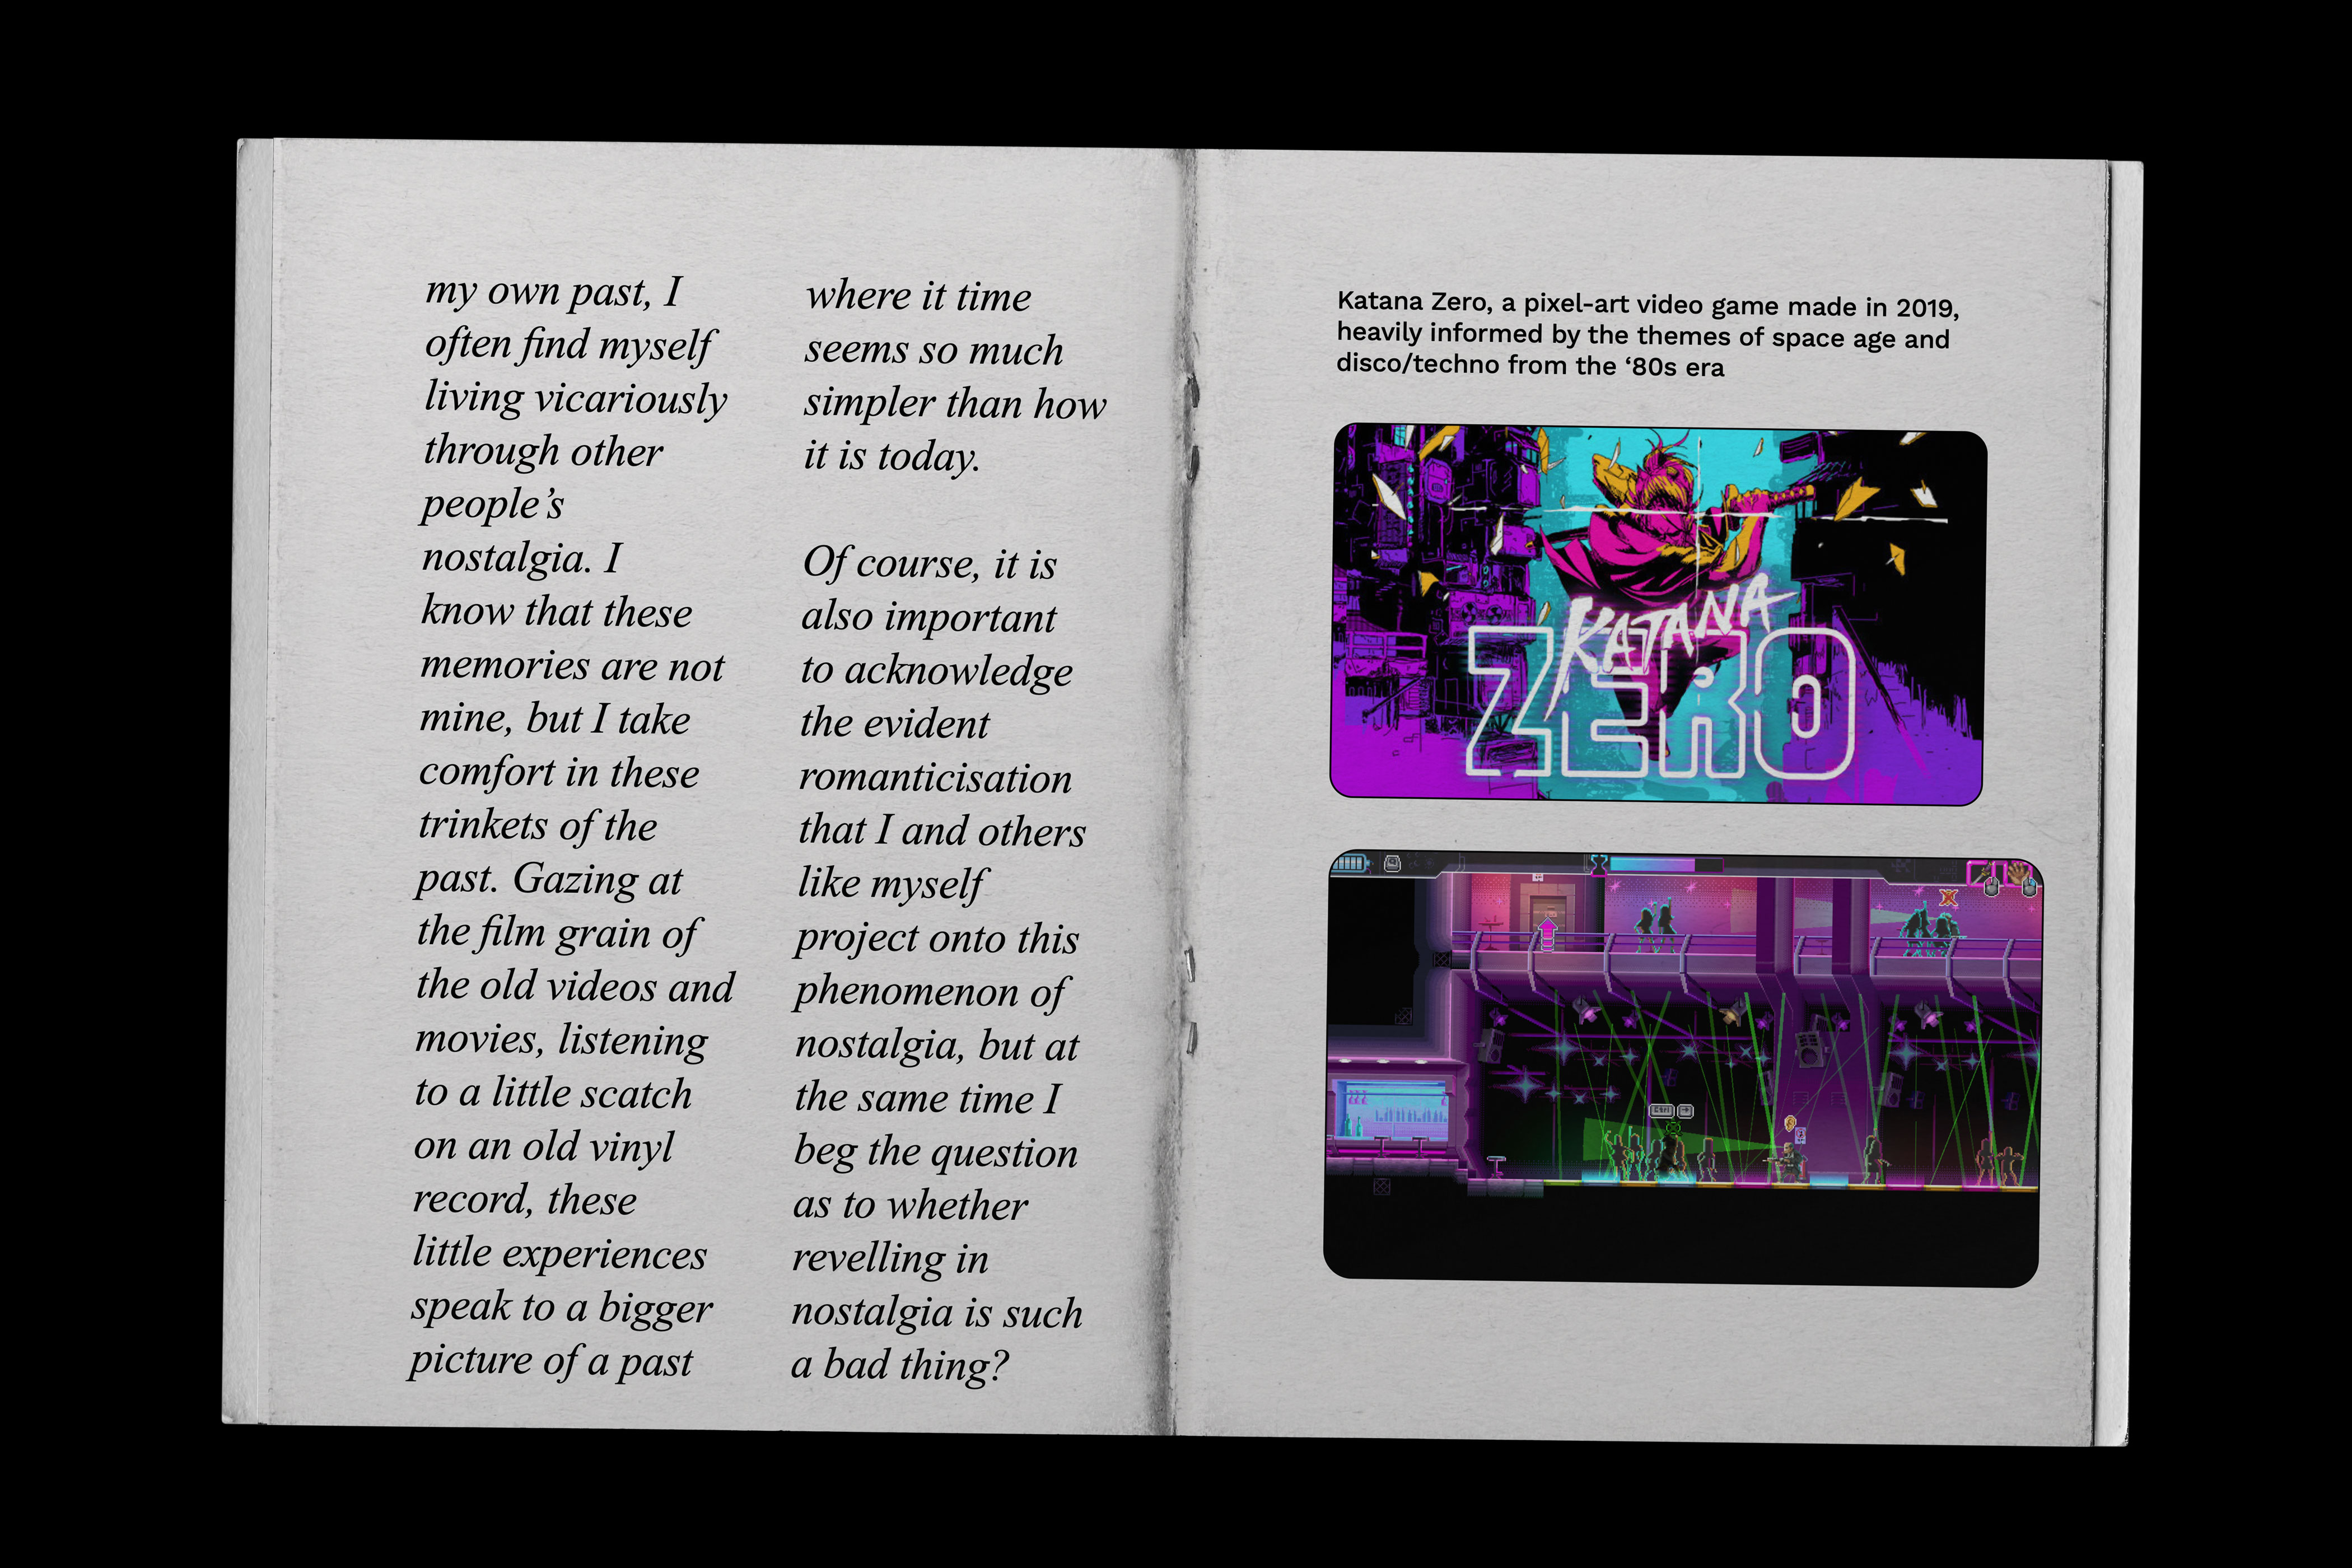 my own past, I
often find myself
living vicariously
through other
people’s
nostalgia. I
know that these
memories are not
mine, but I take
comfort in these
trinkets of the
past. Gazing at
the film grain of
the old videos and
movies, listening
to a little scatch
on an old vinyl
record, these
little experiences
speak to a bigger
picture of a past
where it time
seems so much
simpler than how
it is today.
Of course, it is
also important
to acknowledge
the evident
romanticisation
that I and others
like myself
project onto this
phenomenon of
nostalgia, but at
the same time I
beg the question
as to whether
revelling in
nostalgia is such
a bad thing?
Katana Zero, a pixel-art video game made in 2019,
heavily informed by the themes of space age and
disco/techno from the ‘80s era
KATANA
ZERO